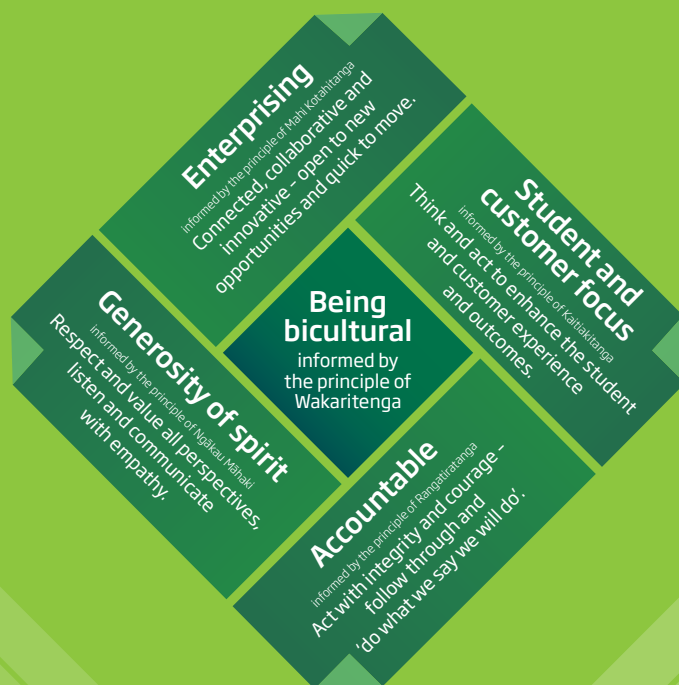 Enterprising
informed by the principle of Mahi Kotahitanga
Connected, collaborative and
innovative – open to new
opportunities and quick to move.
Student and
customer focus
informed by the principle of Kaitiakitanga
Think and act to enhance the student
and customer experience
and outcomes.
Being
bicultural
informed by
the principle of
Wakaritenga
Generosity of spirit
informed by the principle of Ngākau Māhaki
Respect and value all perspectives,
listen and communicate
with empathy.
Accountable
informed by the principle of Rangatiratanga
Act with integrity and courage –
follow through and
‘do what we say we will do’.